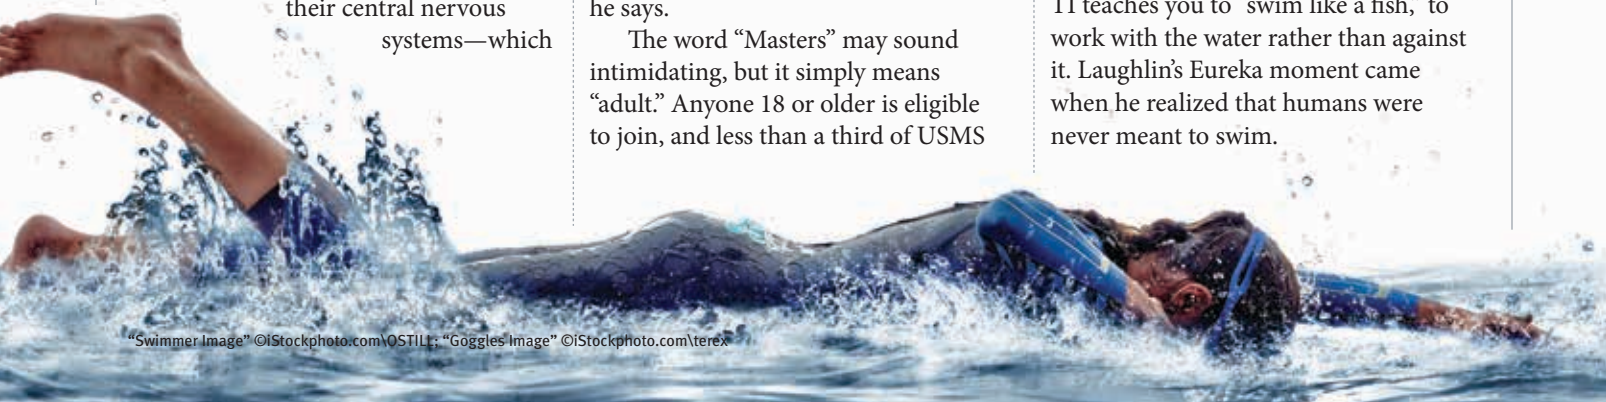 their central nervous
systems—which
he says.
The word “Masters” may sound
intimidating, but it simply means
“adult.” Anyone 18 or older is eligible
to join, and less than a third of USMS
TI teaches you to “swim like a fish,” to
work with the water rather than against
it. Laughlin’s Eureka moment came
when he realized that humans were
never meant to swim.
“Swimmer Image” ©iStockphoto.com\OSTILL; “Goggles Image” ©iStockphoto.com\terex